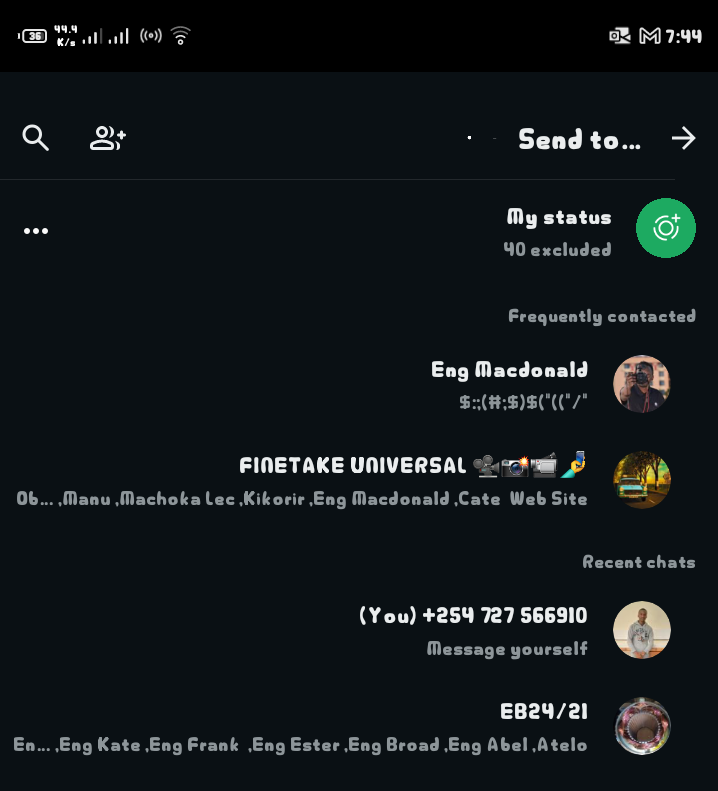 36 44.4 K/s 7:44
Send to...
My status
40 excluded
Frequently contacted
Eng Macdonald
$:;(#;$)$("(("/"
FINETAKE UNIVERSAL 🎥📸📹🤳
Ob... ,Manu ,Machoka Lec ,Kikorir ,Eng Macdonald ,Cate Web Site
Recent chats
(You) +254 727 566910
Message yourself
EB24/21
En... ,Eng Kate ,Eng Frank ,Eng Ester ,Eng Broad ,Eng Abel ,Atelo